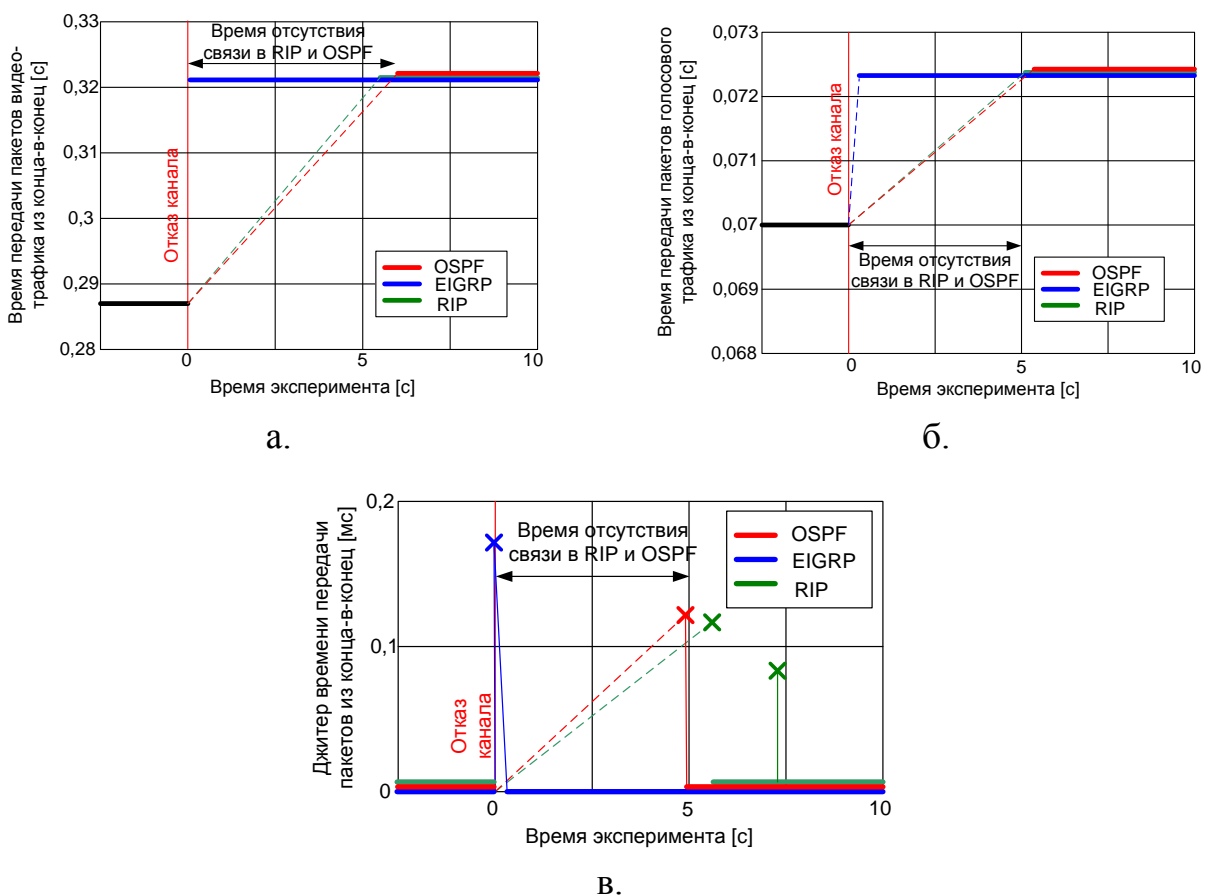 Время передачи пакетов видео-
трафика из конца-в-конец [с]
0,33
0,32
0,31
0,3
0,29
0,28
Время отсутствия
связи в RIP и OSPF
Отказ канала
OSPF
EIGRP
RIP
0
5
10
Время эксперимента [с]
а.
Время передачи пакетов голосового
трафика из конца-в-конец [с]
0,073
0,072
0,071
0,07
0,069
0,068
Отказ канала
Время отсутствия
связи в RIP и OSPF
OSPF
EIGRP
RIP
0
5
10
Время эксперимента [с]
б.
Джитер времени передачи
пакетов из конца-в-конец [мс]
0,2
0,1
0
Время отсутствия
связи в RIP и OSPF
Отказ
канала
OSPF
EIGRP
RIP
0
5
10
Время эксперимента [с]
в.